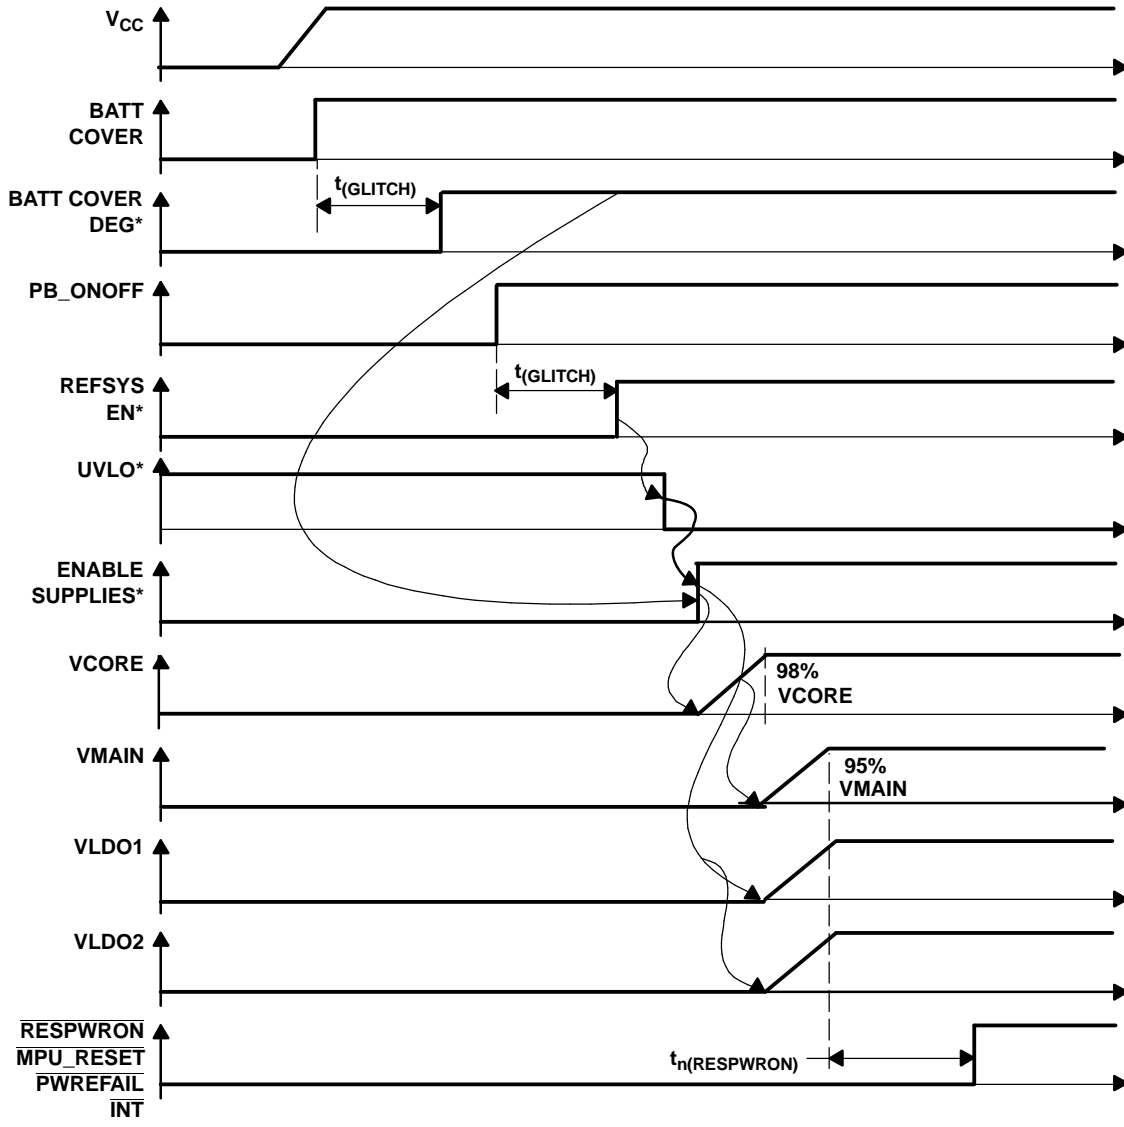 VCC
BATT
COVER
BATT COVER
DEG*
t(GLITCH)
PB_ONOFF
REFSYS
EN*
t(GLITCH)
UVLO*
ENABLE
SUPPLIES*
VCORE
98%
VCORE
VMAIN
95%
VMAIN
VLDO1
VLDO2
RESPWRON
MPU_RESET
PWREFAIL
INT
tn(RESPWRON)